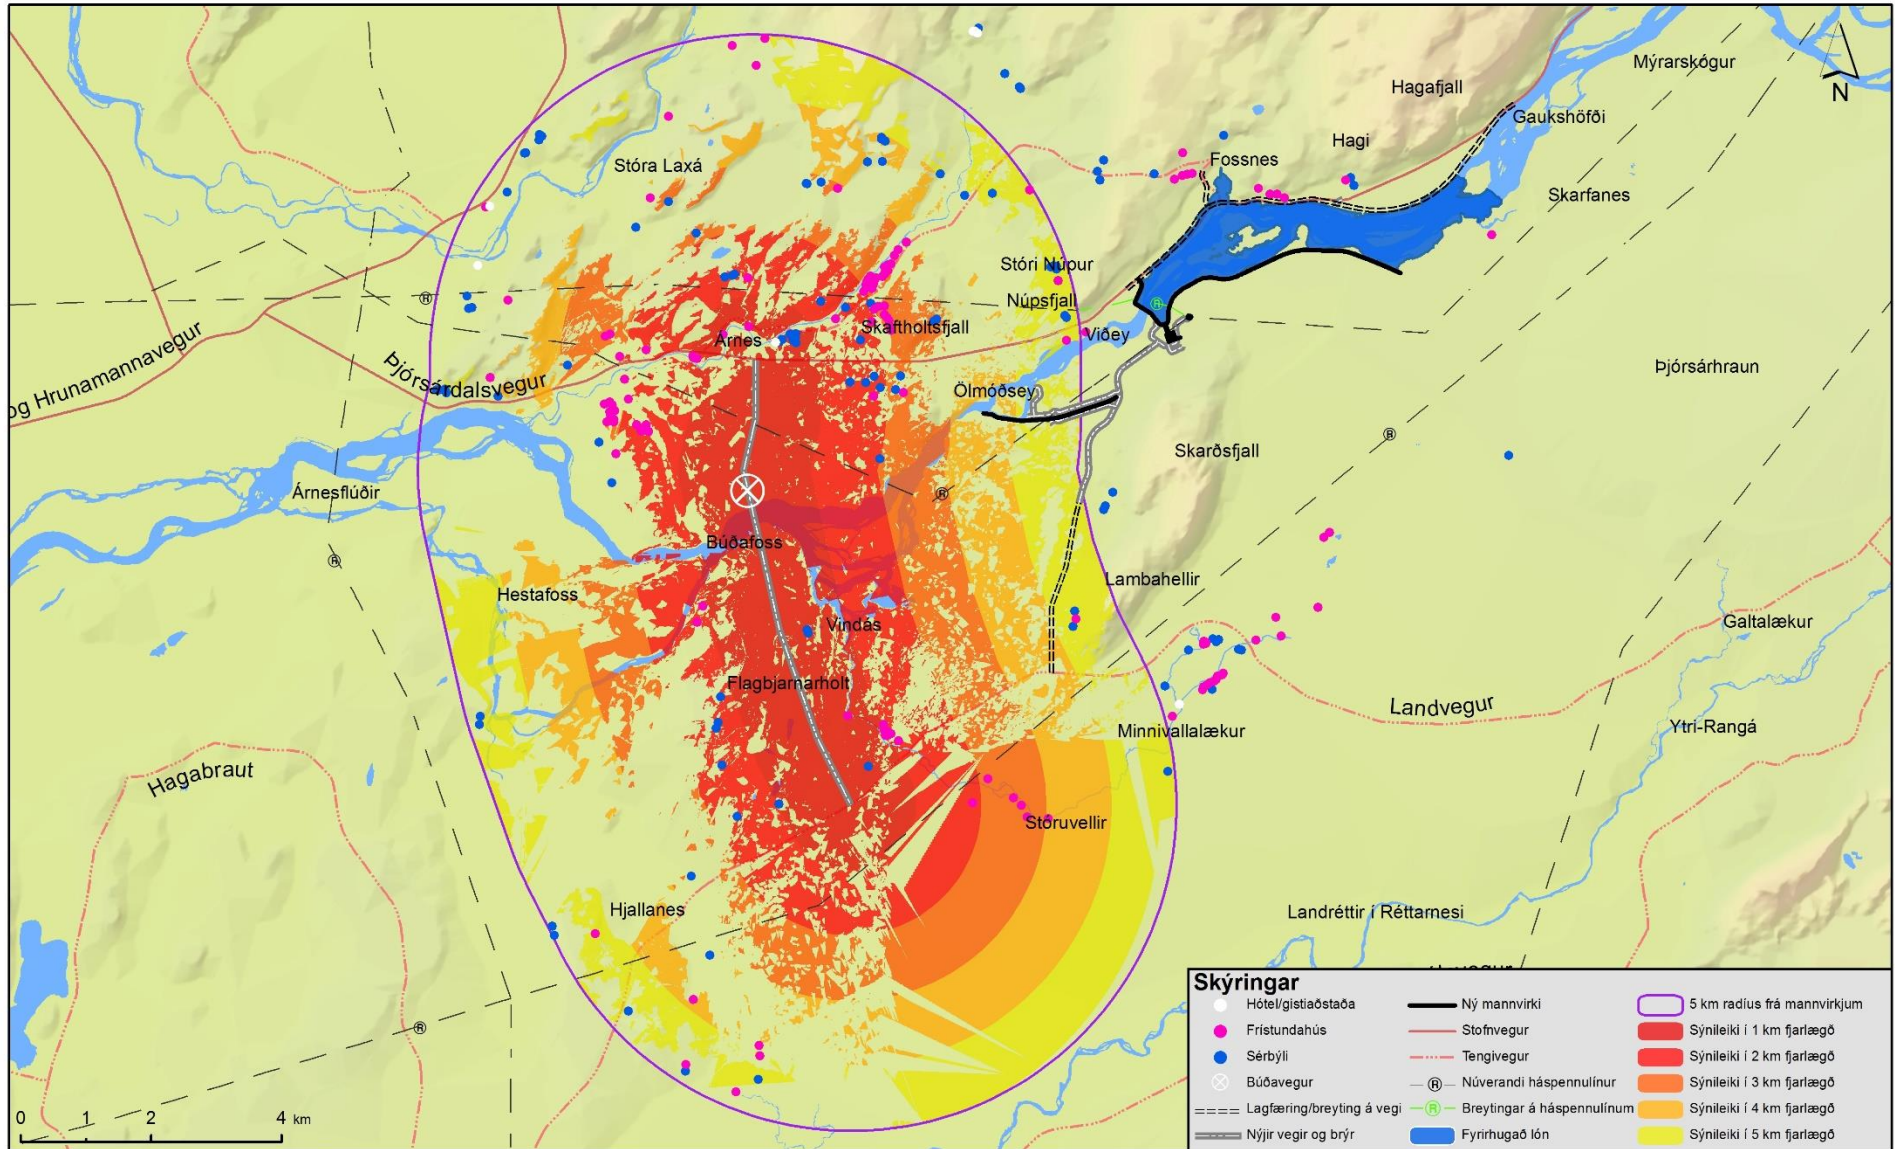 Mýrarskógur
Hagafjall
N
Gaukshöfði
Hagi
Fossnes
Stóra Laxá
Skarfanes
Stóri Núpur
Núpsfjall
Skaftholtsfjall
Viðey
Árnes
og Hrunamannavegur
Þjórsárdalsvegur
Þjórsárhraun
Ölmóðsey
Skarðsfjall
Árnesflúðir
Búðafoss
Lambahellir
Hestafoss
Vindás
Galtalækur
Flagbjarnarholt
Landvegur
Minnivallalækur
Ytri-Rangá
Hagabraut
Stóruvellir
Hjallanes
Landréttir í Réttarnesi
Skýringar
Hótel/gistiaðstaða
Frístundahús
Sérbýli
Búðavegur
Lagfæring/breyting á vegi
Nýjir vegir og brýr
Ný mannvirki
Stofnvegur
Tengivegur
R Núverandi háspennulínur
R Breytingar á háspennulínum
Fyrirhugað lón
5 km radíus frá mannvirkjum
Sýnileiki í 1 km fjarlægð
Sýnileiki í 2 km fjarlægð
Sýnileiki í 3 km fjarlægð
Sýnileiki í 4 km fjarlægð
Sýnileiki í 5 km fjarlægð
0 1 2 4 km